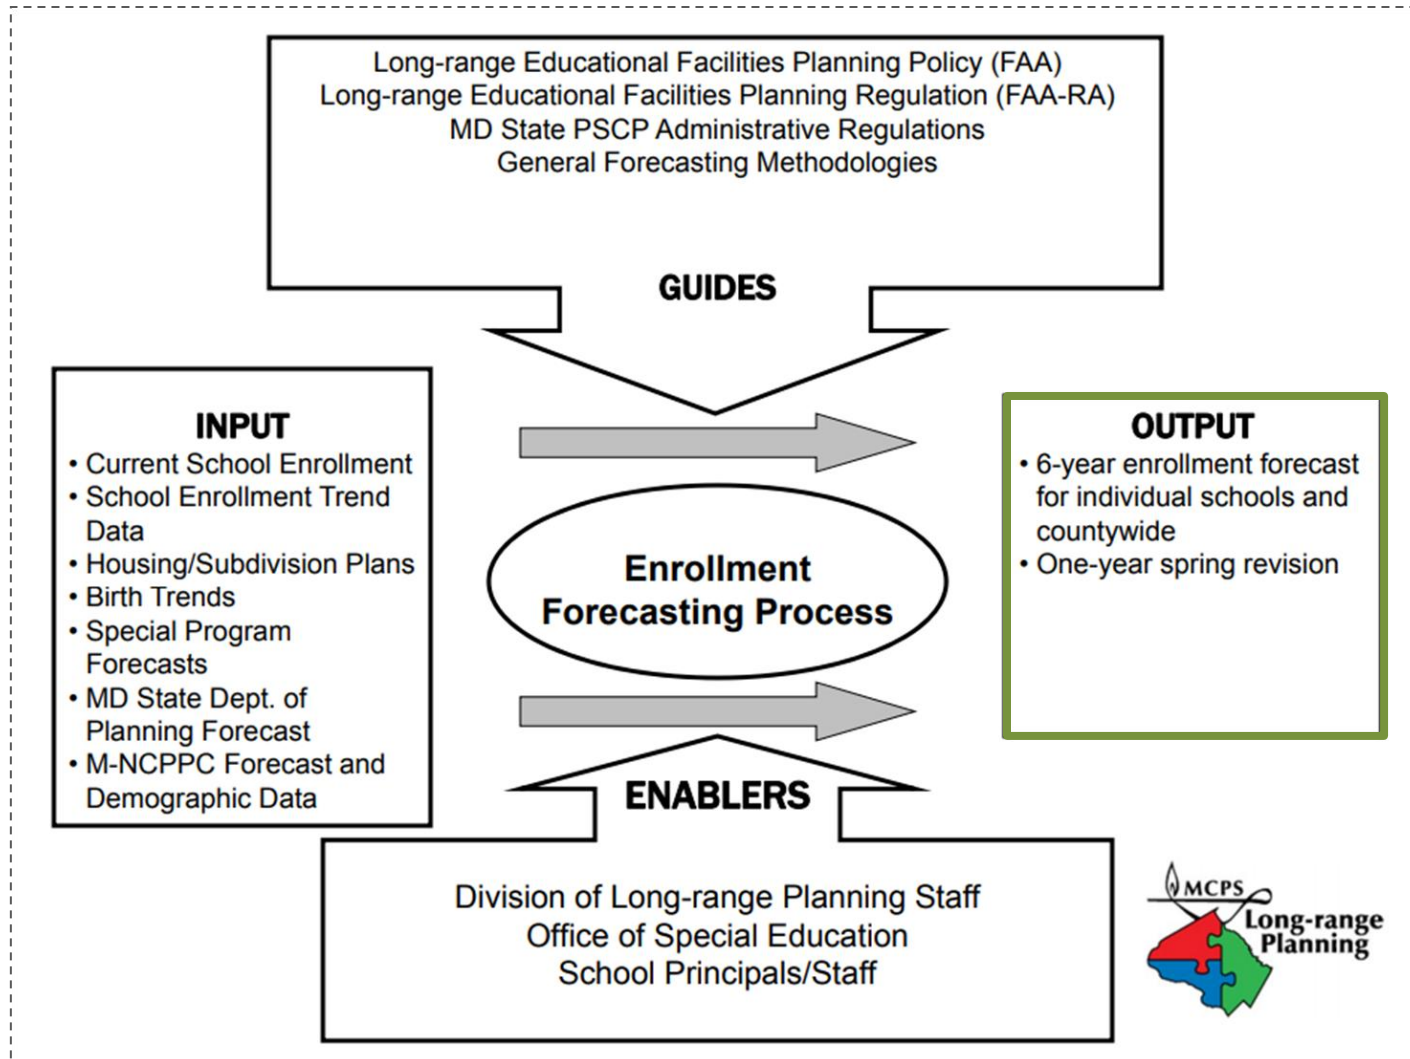 Long-range Educational Facilities Planning Policy (FAA)
Long-range Educational Facilities Planning Regulation (FAA-RA)
MD State PSCP Administrative Regulations
General Forecasting Methodologies
GUIDES
INPUT
• Current School Enrollment
• School Enrollment Trend
Data
• Housing/Subdivision Plans
• Birth Trends
• Special Program
Forecasts
• MD State Dept. of
Planning Forecast
• M-NCPPC Forecast and
Demographic Data
Enrollment
Forecasting Process
OUTPUT
• 6-year enrollment forecast
for individual schools and
countywide
• One-year spring revision
ENABLERS
Division of Long-range Planning Staff
Office of Special Education
School Principals/Staff
MCPS
Long-range
Planning